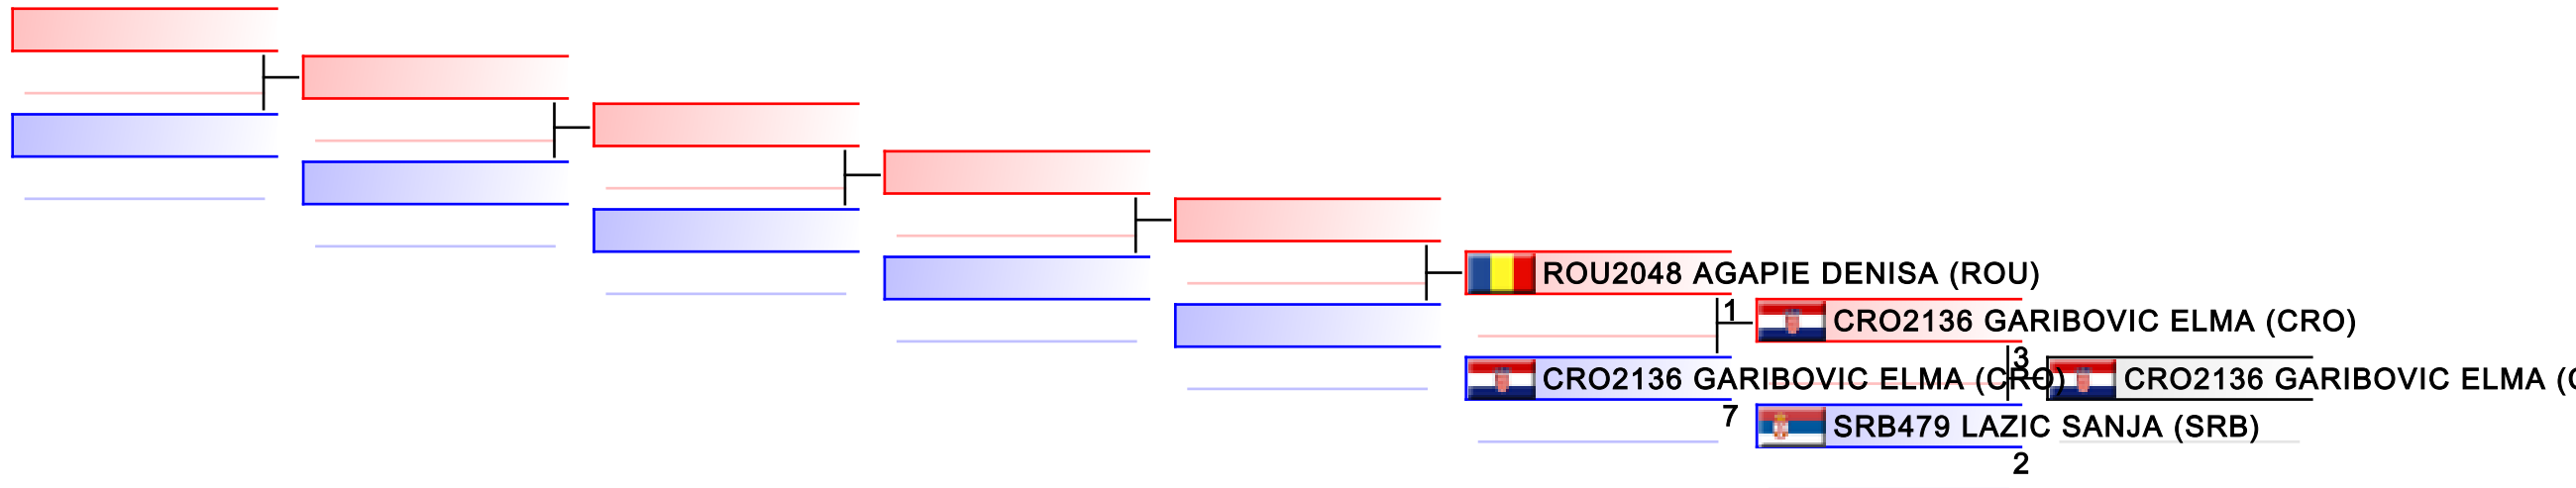 ROU2048 AGAPIE DENISA (ROU)
1
CRO2136 GARIBOVIC ELMA (CRO)
3
CRO2136 GARIBOVIC ELMA (CRO)
CRO2136 GARIBOVIC ELMA (C
7
SRB479 LAZIC SANJA (SRB)
2